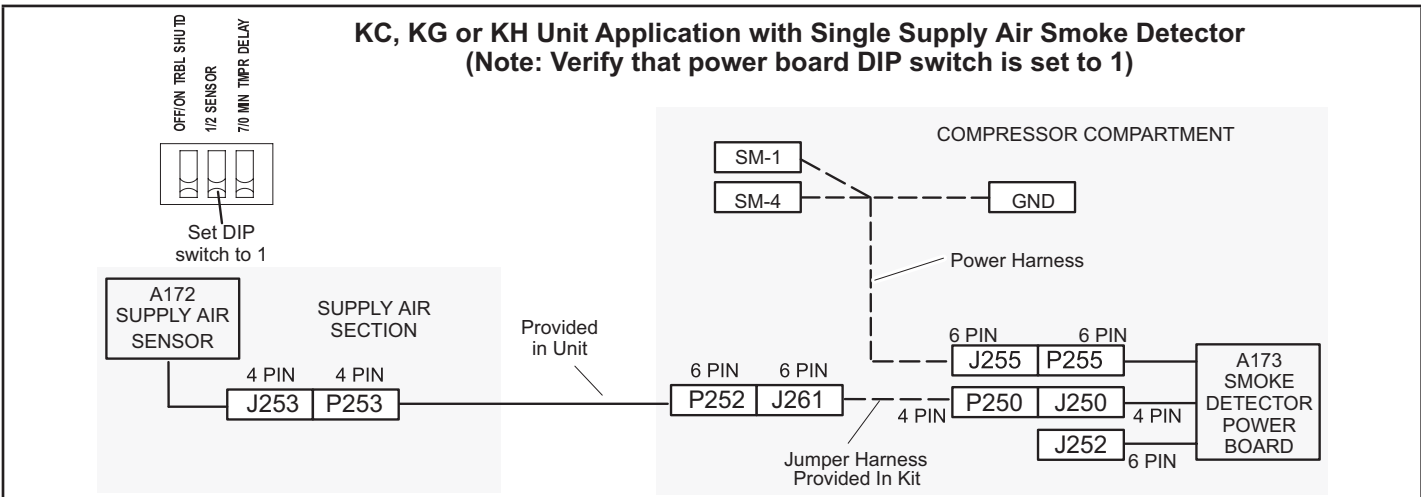 KC, KG or KH Unit Application with Single Supply Air Smoke Detector
(Note: Verify that power board DIP switch is set to 1)
OFF/ON TRBL SHUTD
1/2 SENSOR
7/0 MIN TMPR DELAY
Set DIP
switch to 1
COMPRESSOR COMPARTMENT
SM-1
SM-4
GND
Power Harness
A172
SUPPLY AIR
SENSOR
SUPPLY AIR
SECTION
4 PIN
4 PIN
J253
P253
Provided
in Unit
6 PIN
6 PIN
P252
J261
Jumper Harness
Provided In Kit
6 PIN
6 PIN
J255
P255
4 PIN
P250
J250
4 PIN
J252
6 PIN
A173
SMOKE
DETECTOR
POWER
BOARD